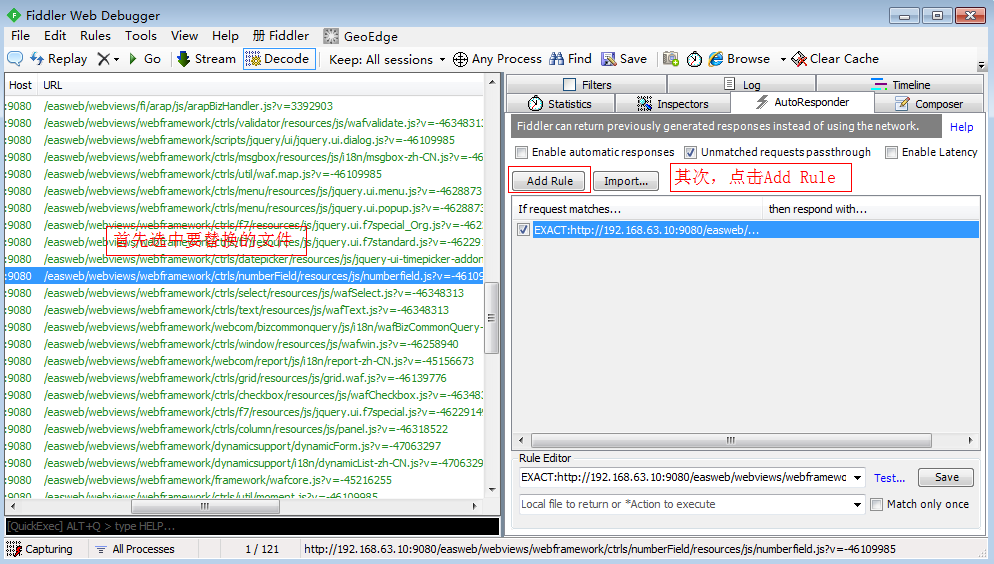 Fiddler Web Debugger
File Edit Rules Tools View Help 册 Fiddler GeoEdge
Replay Go Stream Decode Keep: All sessions Any Process Find Save Browse Clear Cache
Host URL
:9080 /easweb/webviews/fi/arap/js/arapBizHandler.js?v=3392903
:9080 /easweb/webviews/webframework/ctrls/validator/resources/js/wafvalidate.js?v=-46348313
:9080 /easweb/webviews/webframework/scripts/jquery/ui/jquery.ui.dialog.js?v=-46109985
:9080 /easweb/webviews/webframework/ctrls/msgbox/resources/js/i18n/msgbox-zh-CN.js?v=-46
:9080 /easweb/webviews/webframework/ctrls/util/waf.map.js?v=-46109985
:9080 /easweb/webviews/webframework/ctrls/menu/resources/js/jquery.ui.menu.js?v=-4628873
:9080 /easweb/webviews/webframework/ctrls/menu/resources/js/jquery.ui.popup.js?v=-4628873
:9080 /easweb/webviews/webframework/ctrls/f7/resources/js/jquery.ui.f7special_Org.js?v=-46
首先选中要替换的文件
:9080 /easweb/webviews/webframework/ctrls/f7/resources/js/jquery.ui.f7standard.js?v=-46229
:9080 /easweb/webviews/webframework/ctrls/datepicker/resources/js/jquery-ui-timepicker-addon
:9080 /easweb/webviews/webframework/ctrls/numberField/resources/js/numberfield.js?v=-46109
:9080 /easweb/webviews/webframework/ctrls/select/resources/js/wafSelect.js?v=-46348313
:9080 /easweb/webviews/webframework/ctrls/text/resources/js/wafText.js?v=-46348313
:9080 /easweb/webviews/webframework/webcom/bizcommonquery/js/i18n/wafBizCommonQuery-
:9080 /easweb/webviews/webframework/ctrls/window/resources/js/wafwin.js?v=-46258940
:9080 /easweb/webviews/webframework/webcom/report/js/i18n/report-zh-CN.js?v=-45156673
:9080 /easweb/webviews/webframework/ctrls/grid/resources/js/grid.waf.js?v=-46139776
:9080 /easweb/webviews/webframework/ctrls/checkbox/resources/js/wafCheckbox.js?v=-46348
:9080 /easweb/webviews/webframework/ctrls/f7/resources/js/jquery.ui.f7special.js?v=-4622914
:9080 /easweb/webviews/webframework/ctrls/column/resources/js/panel.js?v=-46318522
:9080 /easweb/webviews/webframework/dynamicsupport/dynamicForm.js?v=-47063297
:9080 /easweb/webviews/webframework/dynamicsupport/i18n/dynamicList-zh-CN.js?v=-4706329
:9080 /easweb/webviews/webframework/framework/wafcore.js?v=-45216255
:9080 /easweb/webviews/webframework/ctrls/util/moment.js?v=-46109985
[QuickExec] ALT+Q > type HELP...
Filters Log Timeline
Statistics Inspectors AutoResponder Composer
Fiddler can return previously generated responses instead of using the network. Help
Enable automatic responses Unmatched requests passthrough Enable Latency
Add Rule Import... 其次，点击Add Rule
If request matches... then respond with...
EXACT:http://192.168.63.10:9080/easweb/...
Rule Editor
EXACT:http://192.168.63.10:9080/easweb/webviews/webframewc Test... Save
Local file to return or *Action to execute Match only once
Capturing All Processes 1 / 121 http://192.168.63.10:9080/easweb/webviews/webframework/ctrls/numberField/resources/js/numberfield.js?v=-46109985